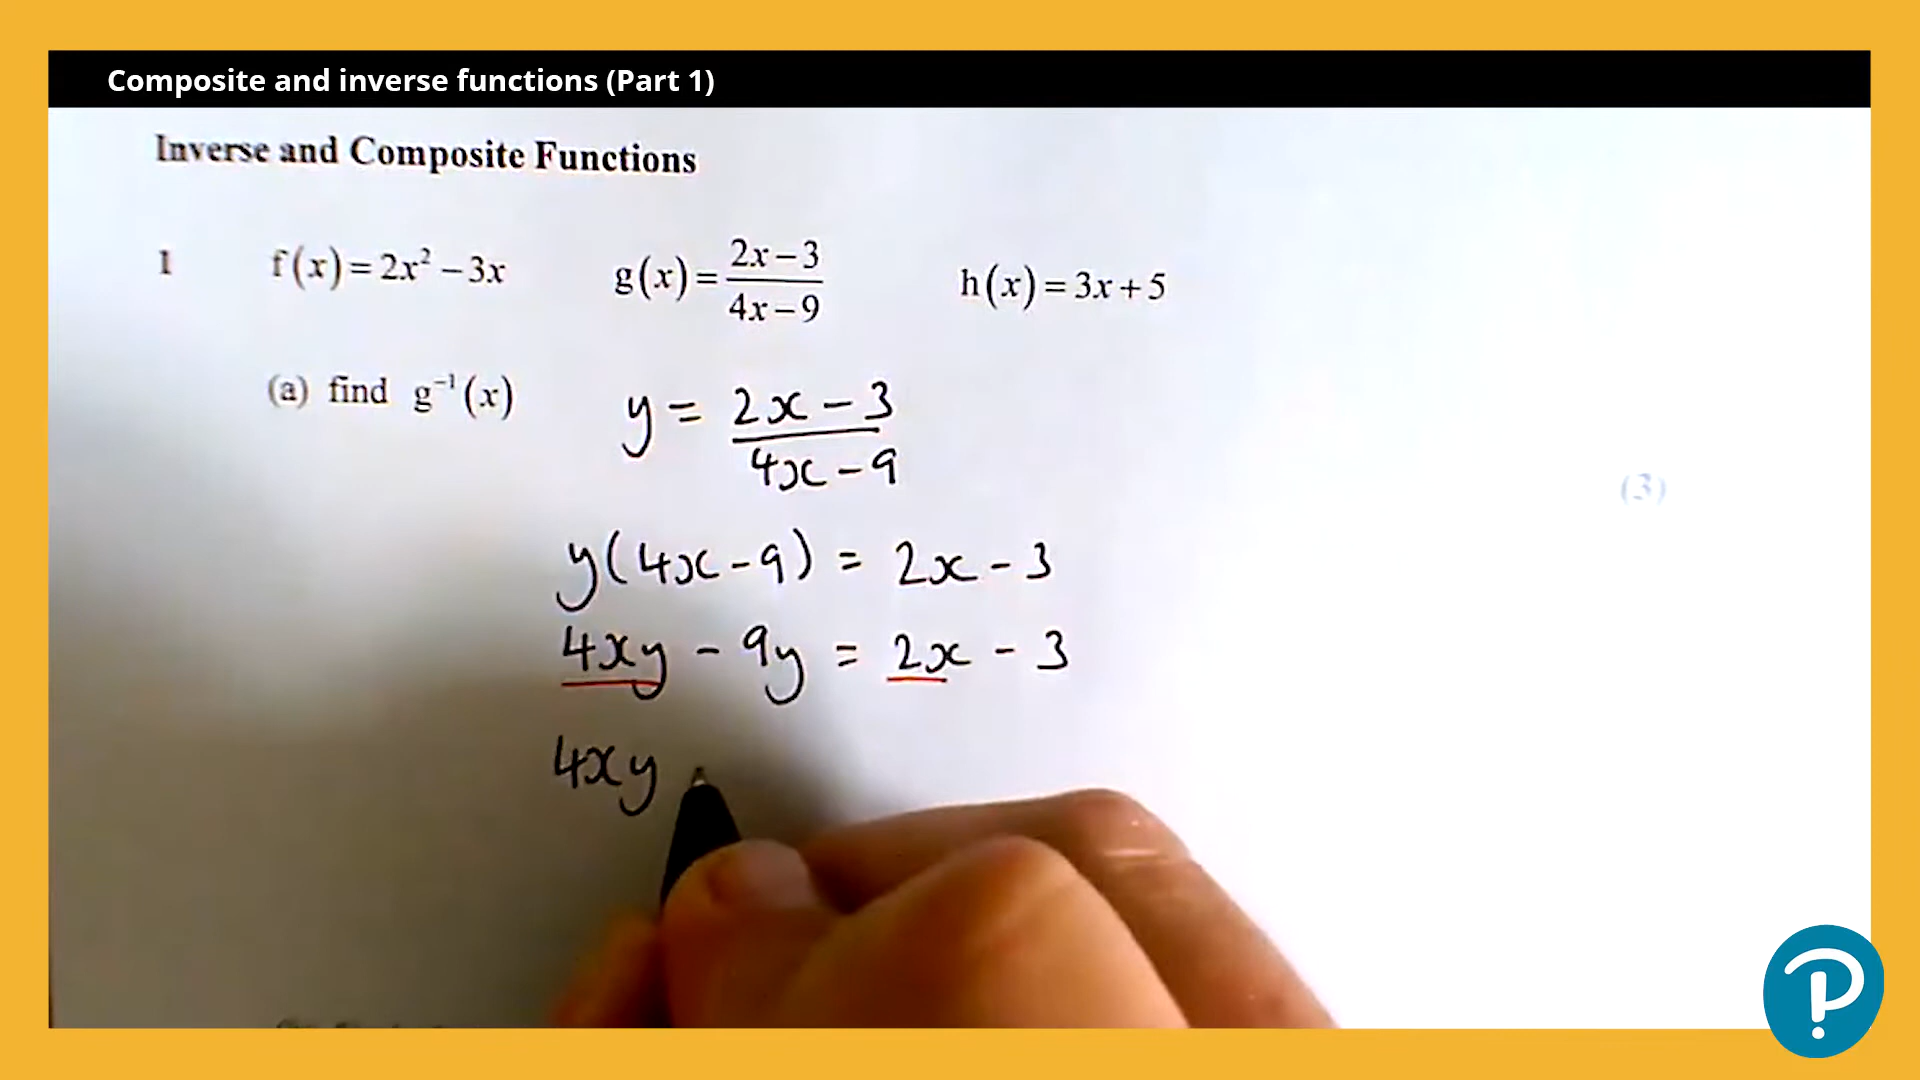 Composite and inverse functions (Part 1)
Inverse and Composite Functions
1 f(x)=2x²−3x g(x)=(2x−3)/(4x−9) h(x)=3x+5
(a) find g⁻¹(x)
y = (2x − 3)/(4x − 9)
(3)
y(4x − 9) = 2x − 3
4xy − 9y = 2x − 3
4xy